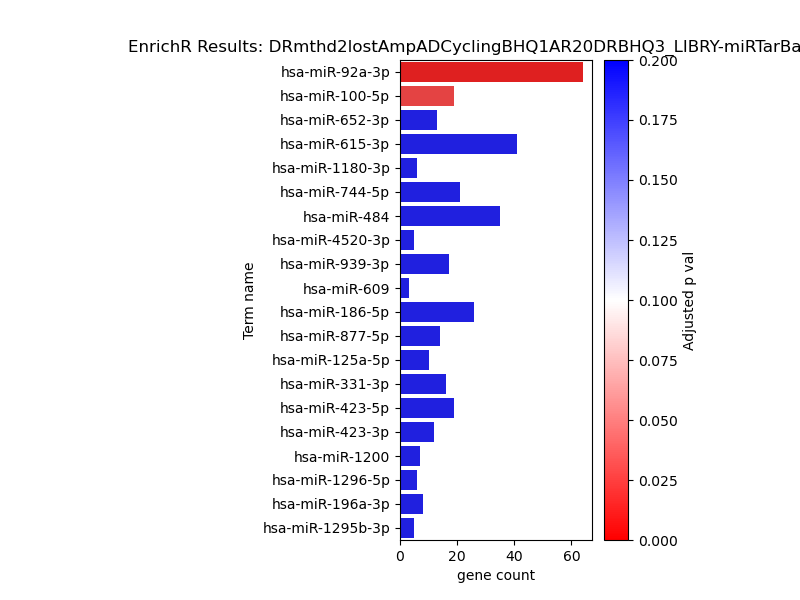 EnrichR Results: DRmthd2lostAmpADCyclingBHQ1AR20DRBHQ3_LIBRY-miRTarBa
hsa-miR-92a-3p
hsa-miR-100-5p
hsa-miR-652-3p
hsa-miR-615-3p
hsa-miR-1180-3p
hsa-miR-744-5p
hsa-miR-484
hsa-miR-4520-3p
hsa-miR-939-3p
hsa-miR-609
hsa-miR-186-5p
hsa-miR-877-5p
hsa-miR-125a-5p
hsa-miR-331-3p
hsa-miR-423-5p
hsa-miR-423-3p
hsa-miR-1200
hsa-miR-1296-5p
hsa-miR-196a-3p
hsa-miR-1295b-3p
Term name
0 20 40 60
gene count
0.200
0.175
0.150
0.125
0.100
0.075
0.050
0.025
0.000
Adjusted p val